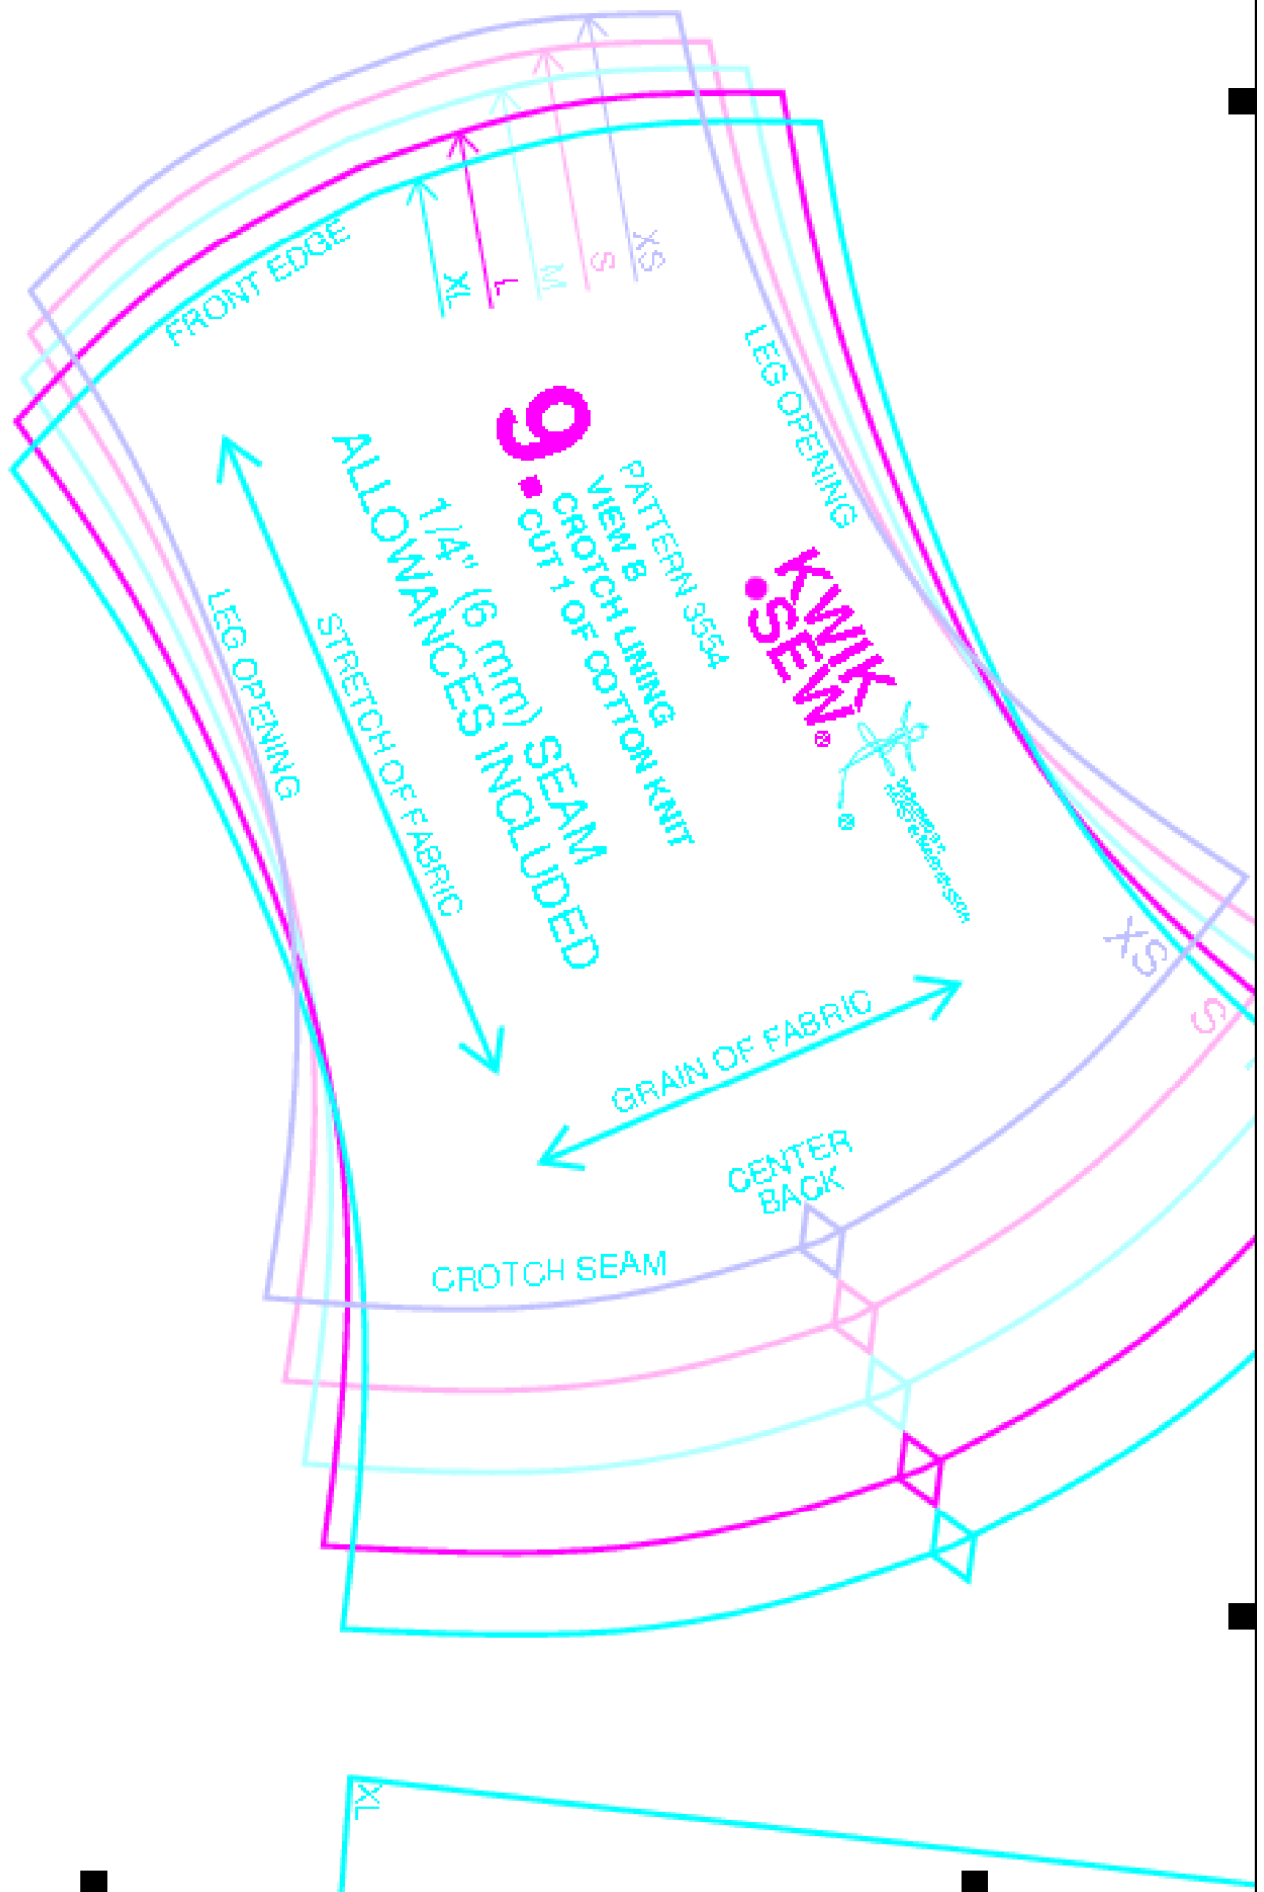 XS
S
M
L
XL
FRONT EDGE
LEG OPENING
9.
PATTERN 3554
VIEW B
CROTCH LINING
CUT 1 OF COTTON KNIT
1/4" (6 mm) SEAM
ALLOWANCES INCLUDED
KWIK
SEW®
®
STRETCH OF FABRIC
LEG OPENING
GRAIN OF FABRIC
XS
S
CENTER
BACK
CROTCH SEAM
XL